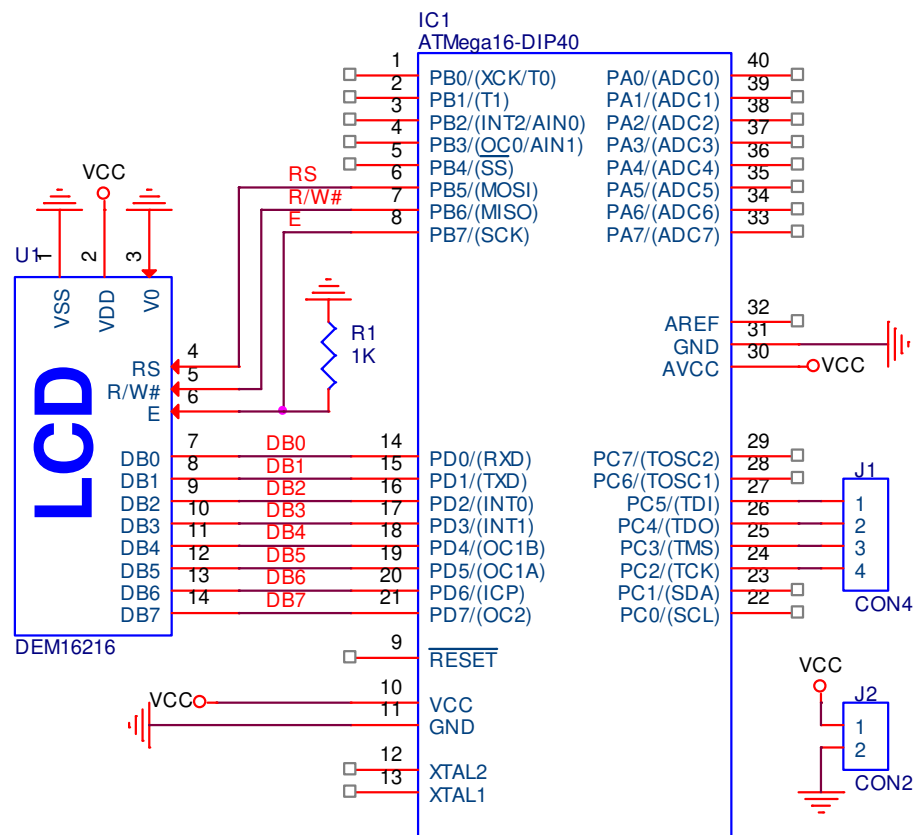 IC1
ATMega16-DIP40
1 PB0/(XCK/T0) PA0/(ADC0) 40
2 PB1/(T1) PA1/(ADC1) 39
3 PB2/(INT2/AIN0) PA2/(ADC2) 38
4 PB3/(OC0/AIN1) PA3/(ADC3) 37
5 PB4/(SS) PA4/(ADC4) 36
RS 6 PB5/(MOSI) PA5/(ADC5) 35
R/W# 7 PB6/(MISO) PA6/(ADC6) 34
E 8 PB7/(SCK) PA7/(ADC7) 33
VCC
U1 1 2 3
VSS VDD V0
R1
1K
AREF 32
GND 31
AVCC 30 VCC
LCD
RS 4
R/W# 5
E 6
DB0 7 DB0 14 PD0/(RXD) PC7/(TOSC2) 29
DB1 8 DB1 15 PD1/(TXD) PC6/(TOSC1) 28
DB2 9 DB2 16 PD2/(INT0) PC5/(TDI) 27 J1 1
DB3 10 DB3 17 PD3/(INT1) PC4/(TDO) 26 2
DB4 11 DB4 18 PD4/(OC1B) PC3/(TMS) 25 3
DB5 12 DB5 19 PD5/(OC1A) PC2/(TCK) 24 4
DB6 13 DB6 20 PD6/(ICP) PC1/(SDA) 23 CON4
DB7 14 DB7 21 PD7/(OC2) PC0/(SCL) 22
DEM16216
9 RESET
VCC 10 VCC
11 GND
12 XTAL2
13 XTAL1
VCC
J2
1
2
CON2